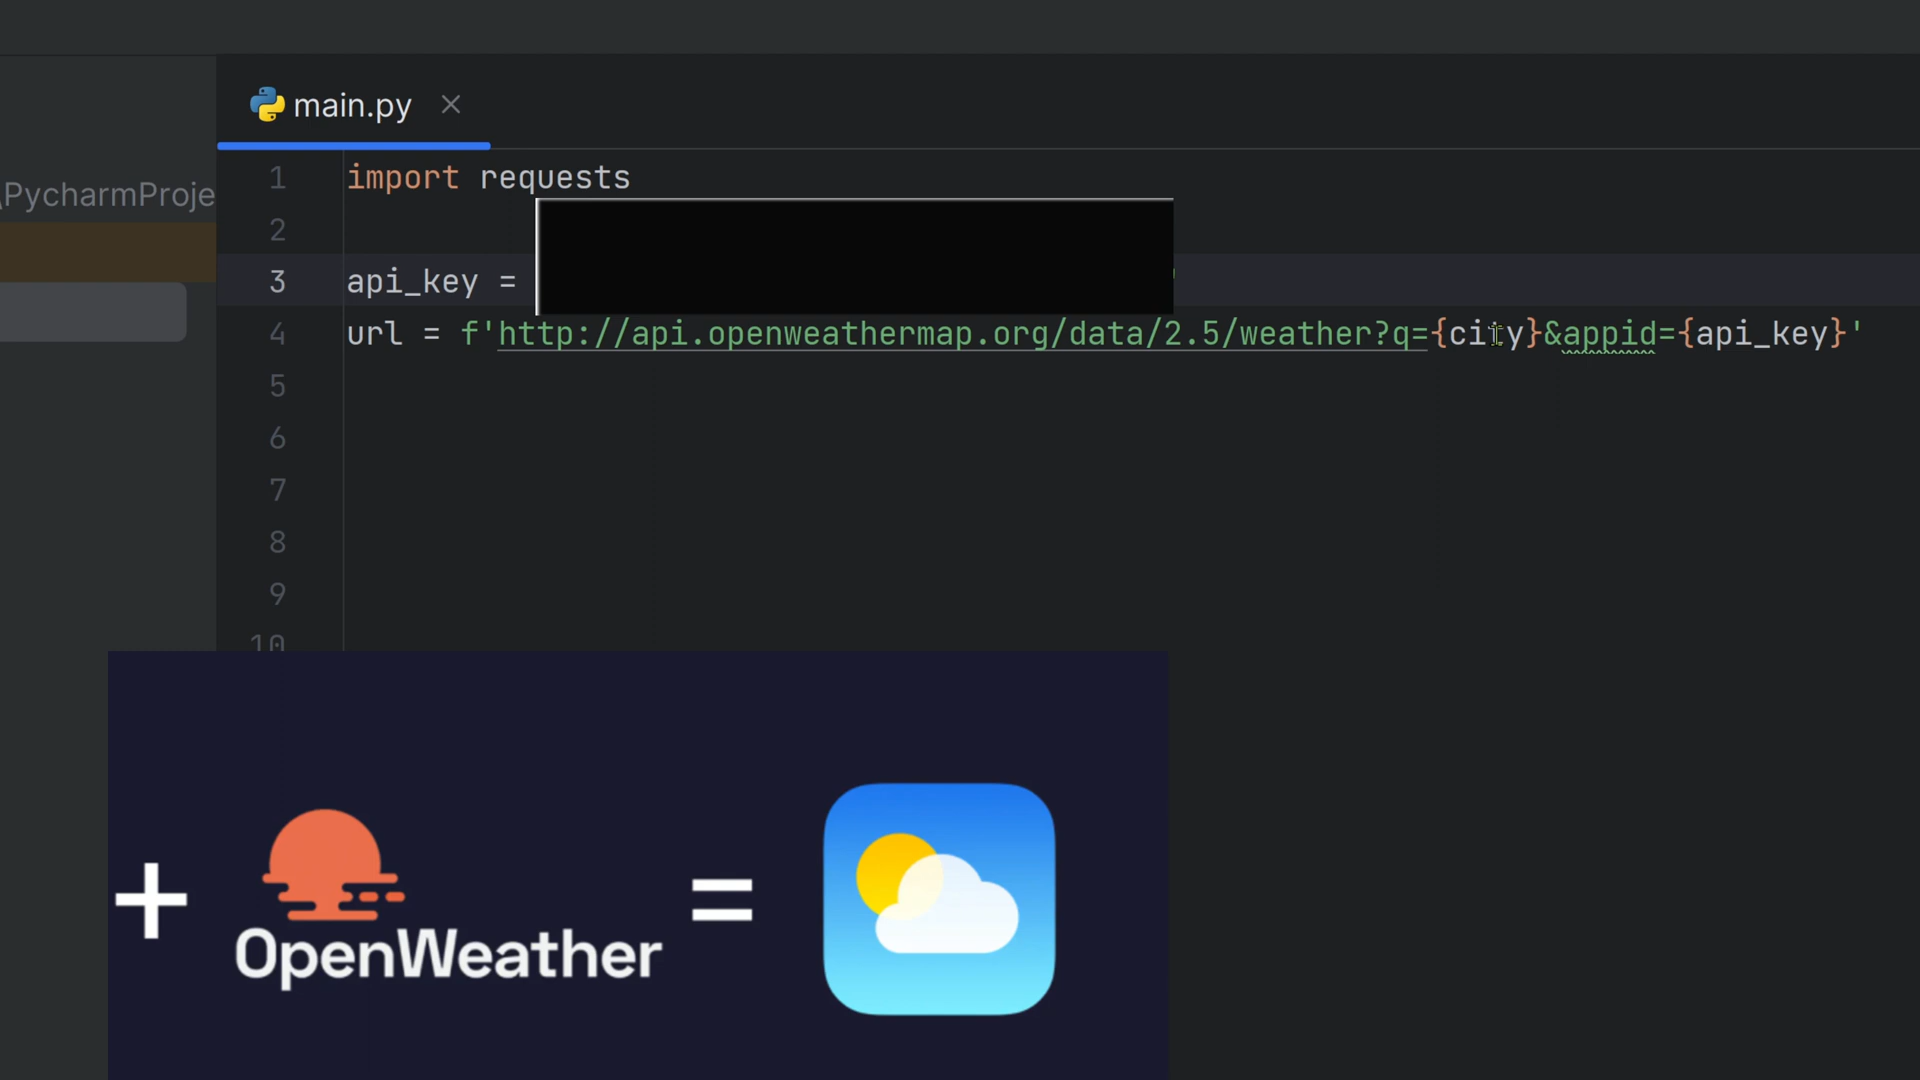 main.py
\PycharmProje
1 import requests
2
3 api_key = '
4 url = f'http://api.openweathermap.org/data/2.5/weather?q={city}&appid={api_key}'
5
6
7
8
9
10
+ OpenWeather =